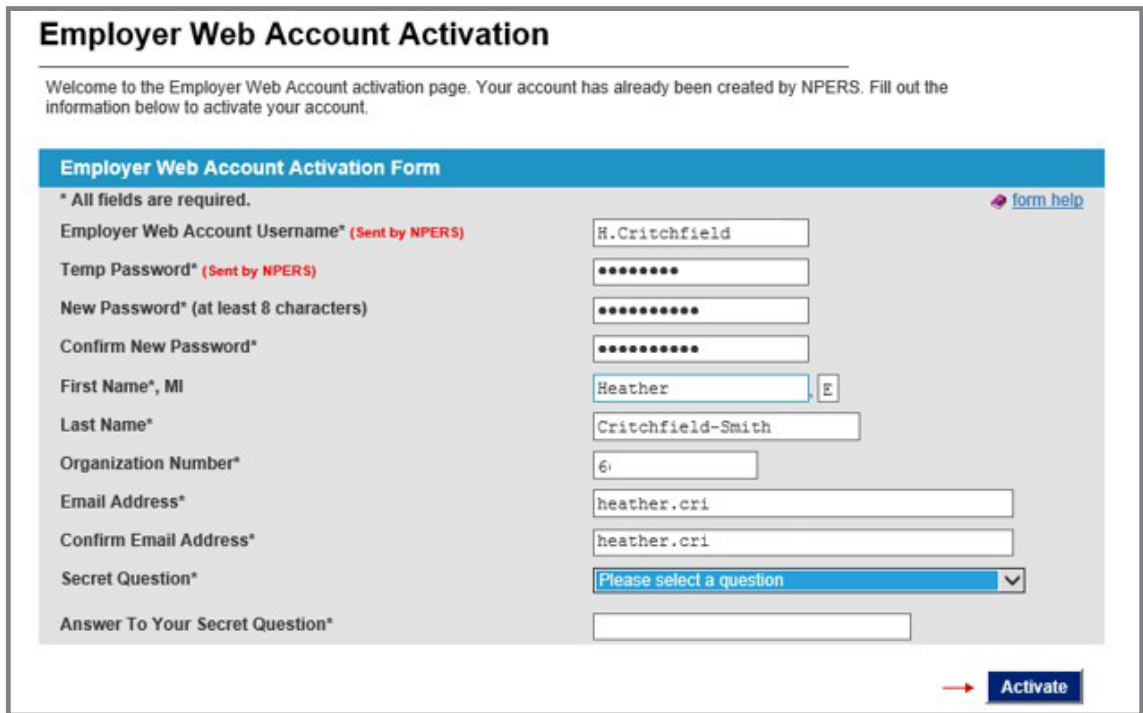 Employer Web Account Activation
Welcome to the Employer Web Account activation page. Your account has already been created by NPERS. Fill out the
information below to activate your account.
Employer Web Account Activation Form
* All fields are required.
form help
Employer Web Account Username* (Sent by NPERS)
H.Critchfield
Temp Password* (Sent by NPERS)
••••••••
New Password* (at least 8 characters)
••••••••••
Confirm New Password*
••••••••••
First Name*, MI
Heather , E
Last Name*
Critchfield-Smith
Organization Number*
6
Email Address*
heather.cri
Confirm Email Address*
heather.cri
Secret Question*
Please select a question
Answer To Your Secret Question*
Activate